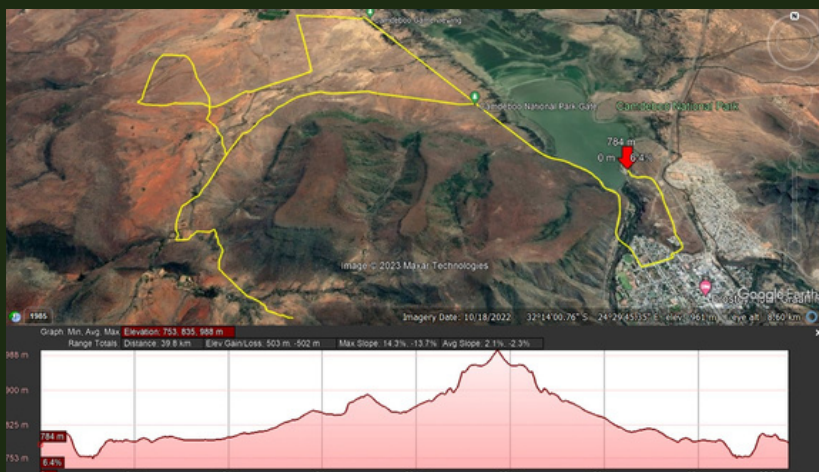 Camdeboo Gameviewing
Camdeboo National Park Gate
Camdeboo National Park
784 m
0 m
Image © 2023 Maxar Technologies
Google Earth
1985
Imagery Date: 10/18/2022 32°14'00.76" S 24°29'45.35" E elev 961 m eye alt 8.60 km
Graph: Min, Avg, Max Elevation: 753, 835, 988 m
Range Totals: Distance: 39.8 km Elev Gain/Loss: 503 m, -502 m Max Slope: 14.3%, -13.7% Avg Slope: 2.1%, -2.3%
988 m
900 m
825 m
784 m
753 m
6.4%